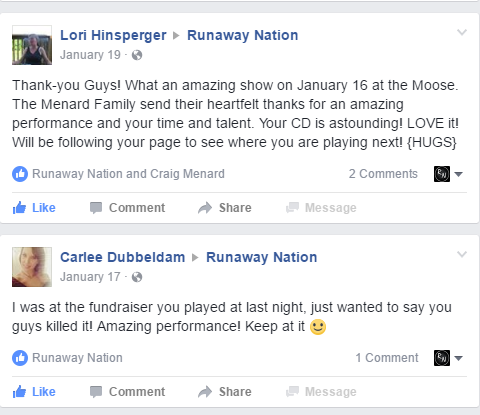 Lori Hinsperger ▸ Runaway Nation
January 19 ·
Thank-you Guys! What an amazing show on January 16 at the Moose.
The Menard Family send their heartfelt thanks for an amazing
performance and your time and talent. Your CD is astounding! LOVE it!
Will be following your page to see where you are playing next! {HUGS}
Runaway Nation and Craig Menard 2 Comments
Like Comment Share Message
Carlee Dubbeldam ▸ Runaway Nation
January 17 ·
I was at the fundraiser you played at last night, just wanted to say you
guys killed it! Amazing performance! Keep at it 🙂
Runaway Nation 1 Comment
Like Comment Share Message